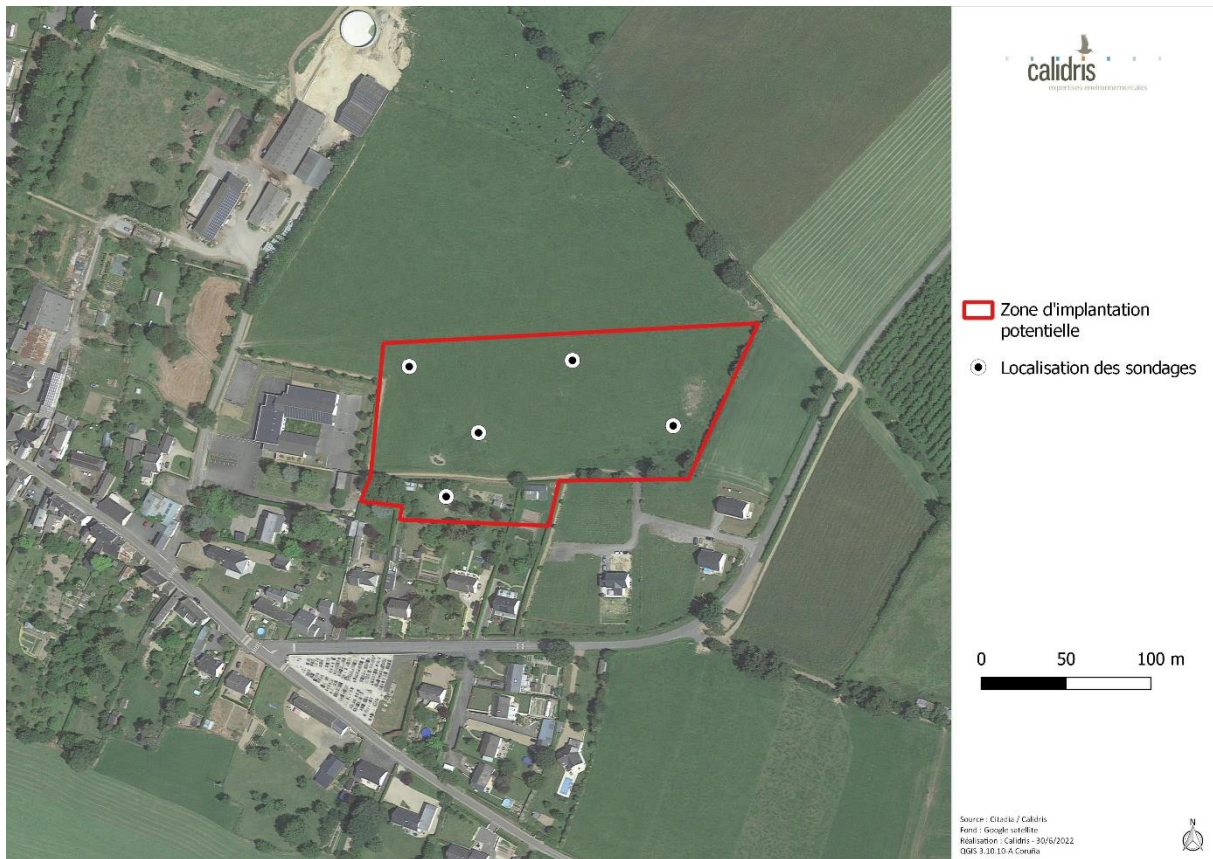 calidris
expertises environnementales
Zone d'implantation
potentielle
Localisation des sondages
0 50 100 m
Source : Citadia / Calidris
Fond : Google satellite
Réalisation : Calidris - 30/6/2022
QGIS 3.10.10-A Coruña
N